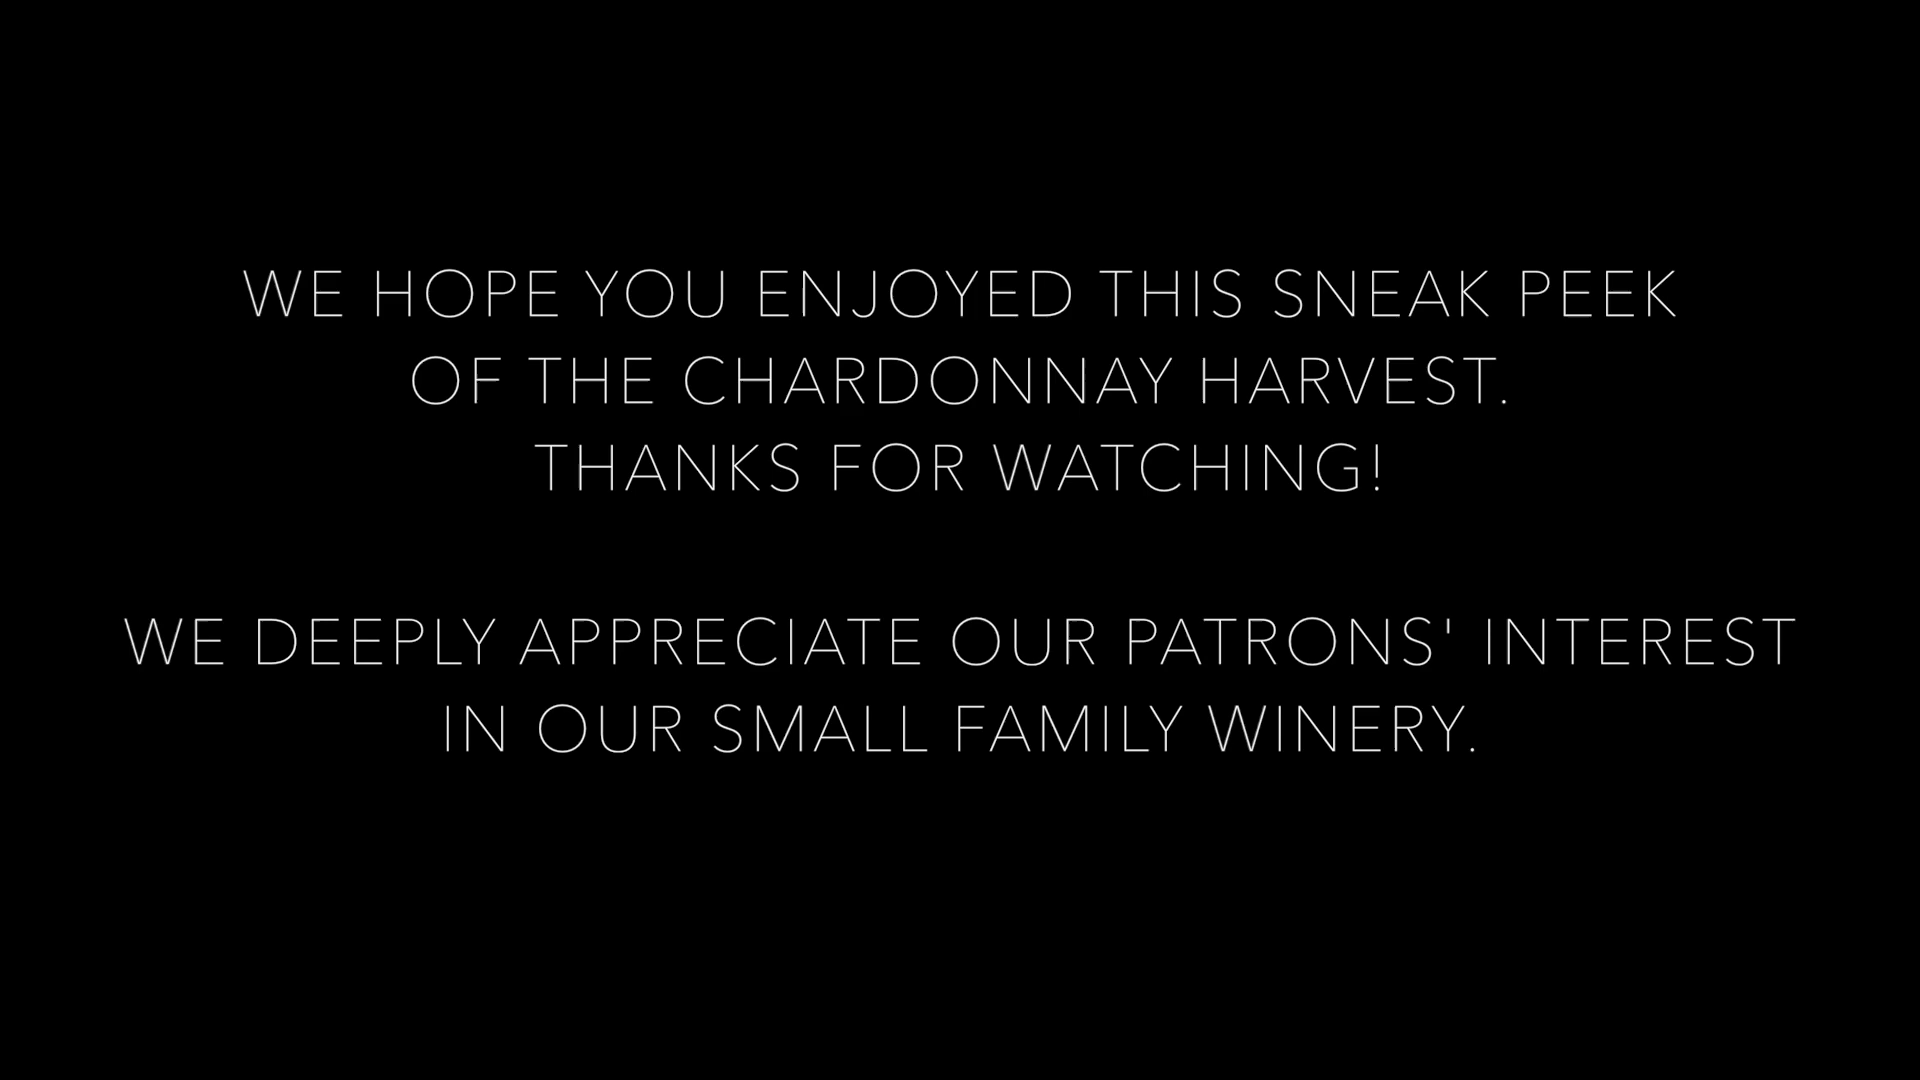 WE HOPE YOU ENJOYED THIS SNEAK PEEK
OF THE CHARDONNAY HARVEST.
THANKS FOR WATCHING!
WE DEEPLY APPRECIATE OUR PATRONS' INTEREST
IN OUR SMALL FAMILY WINERY.